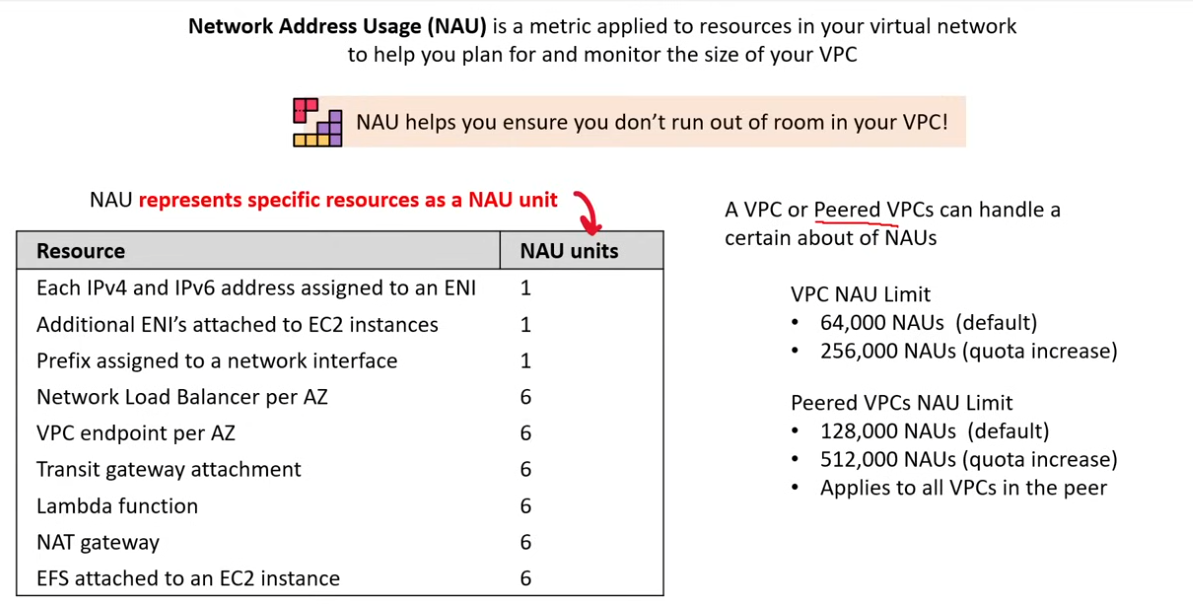 Network Address Usage (NAU) is a metric applied to resources in your virtual network
to help you plan for and monitor the size of your VPC
NAU helps you ensure you don't run out of room in your VPC!
NAU represents specific resources as a NAU unit
Resource NAU units
Each IPv4 and IPv6 address assigned to an ENI 1
Additional ENI's attached to EC2 instances 1
Prefix assigned to a network interface 1
Network Load Balancer per AZ 6
VPC endpoint per AZ 6
Transit gateway attachment 6
Lambda function 6
NAT gateway 6
EFS attached to an EC2 instance 6
A VPC or Peered VPCs can handle a
certain about of NAUs
VPC NAU Limit
• 64,000 NAUs (default)
• 256,000 NAUs (quota increase)
Peered VPCs NAU Limit
• 128,000 NAUs (default)
• 512,000 NAUs (quota increase)
• Applies to all VPCs in the peer